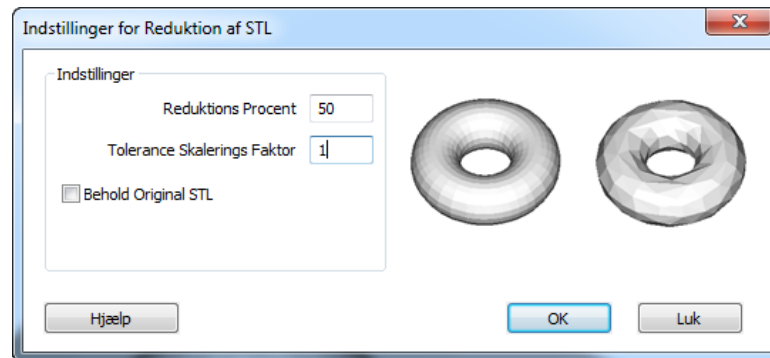 Indstillinger for Reduktion af STL
Indstillinger
Reduktions Procent 50
Tolerance Skalerings Faktor 1
Behold Original STL
Hjælp OK Luk